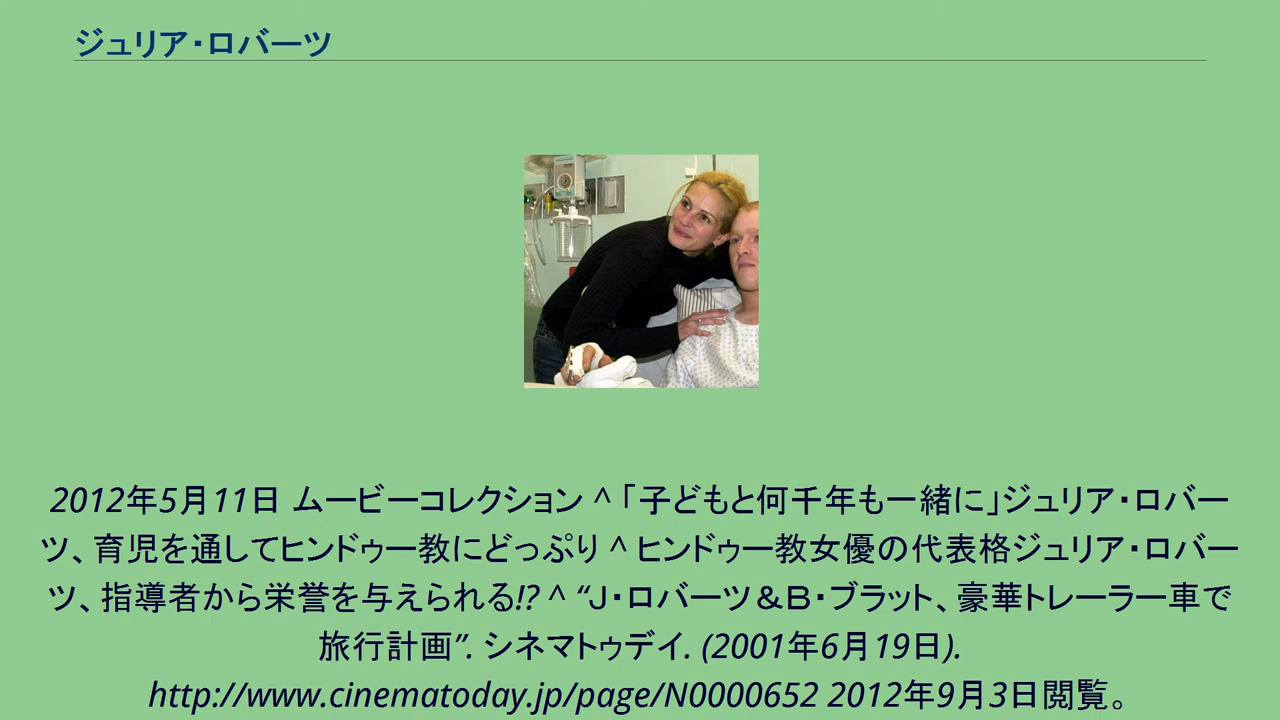 ジュリア・ロバーツ
2012年5月11日 ムービーコレクション ^ 「子どもと何千年も一緒に」ジュリア・ロバー
ツ、育児を通してヒンドゥー教にどっぷり ^ ヒンドゥー教女優の代表格ジュリア・ロバー
ツ、指導者から栄誉を与えられる!? ^ “Ｊ・ロバーツ＆Ｂ・ブラット、豪華トレーラー車で
旅行計画”. シネマトゥデイ. (2001年6月19日).
http://www.cinematoday.jp/page/N0000652 2012年9月3日閲覧。